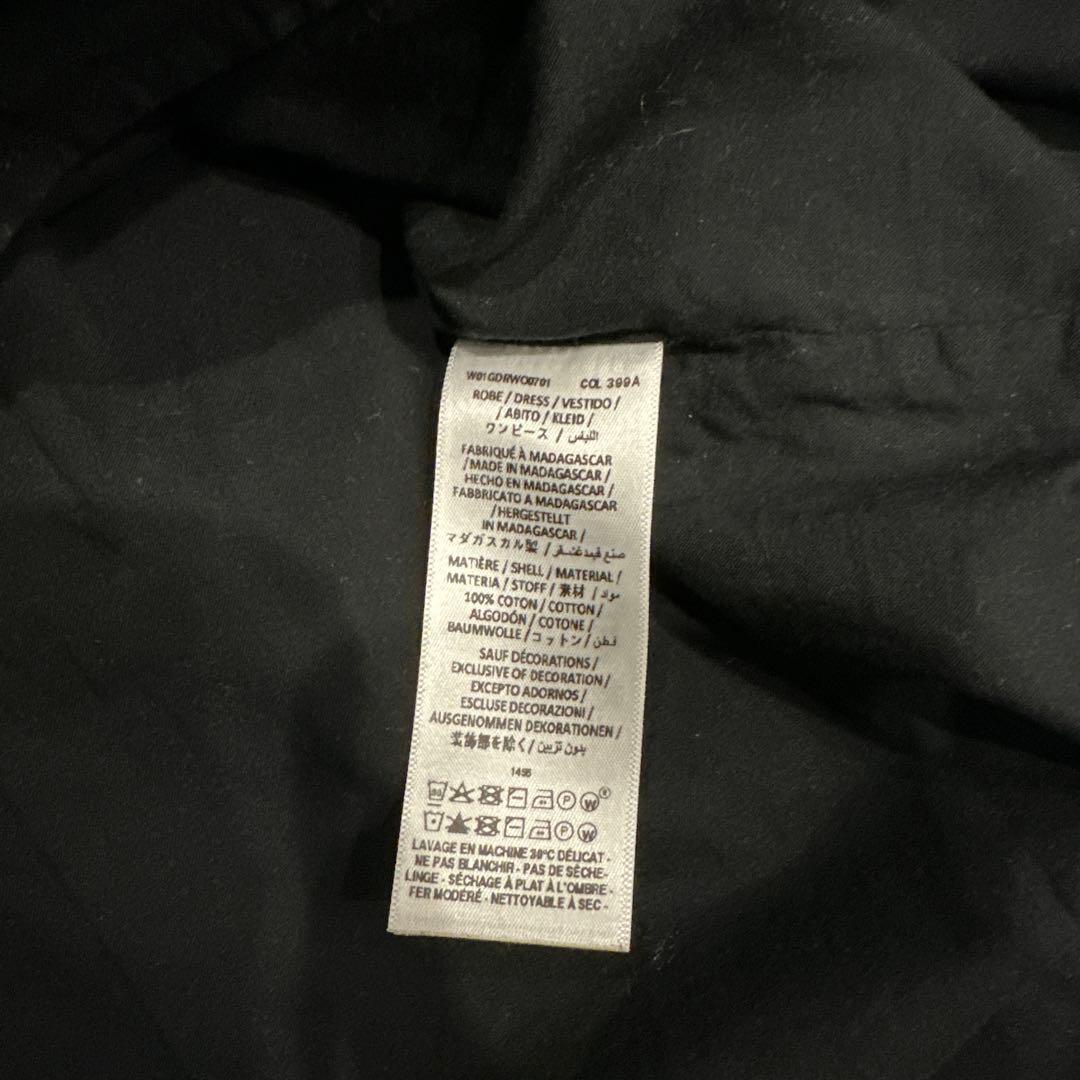 W01GDRWO0701 COL 399A
ROBE / DRESS / VESTIDO /
/ ABITO / KLEID /
ワンピース / اللبس
FABRIQUÉ À MADAGASCAR
/ MADE IN MADAGASCAR /
HECHO EN MADAGASCAR /
FABBRICATO A MADAGASCAR
/ HERGESTELLT
IN MADAGASCAR /
マダガスカル製 / صنع فيدغشقر
MATIÈRE / SHELL / MATERIAL /
MATERIA / STOFF / 素材 / مواد
100% COTON / COTTON /
ALGODÓN / COTONE /
BAUMWOLLE / コットン / قطن
SAUF DÉCORATIONS /
EXCLUSIVE OF DECORATION /
EXCEPTO ADORNOS /
ESCLUSE DECORAZIONI /
AUSGENOMMEN DEKORATIONEN /
装飾部を除く / بدون تزيين
1456
P W ®
P W
LAVAGE EN MACHINE 30°C DÉLICAT -
NE PAS BLANCHIR - PAS DE SÈCHE-
LINGE - SÉCHAGE À PLAT À L'OMBRE -
FER MODÉRÉ - NETTOYABLE À SEC -